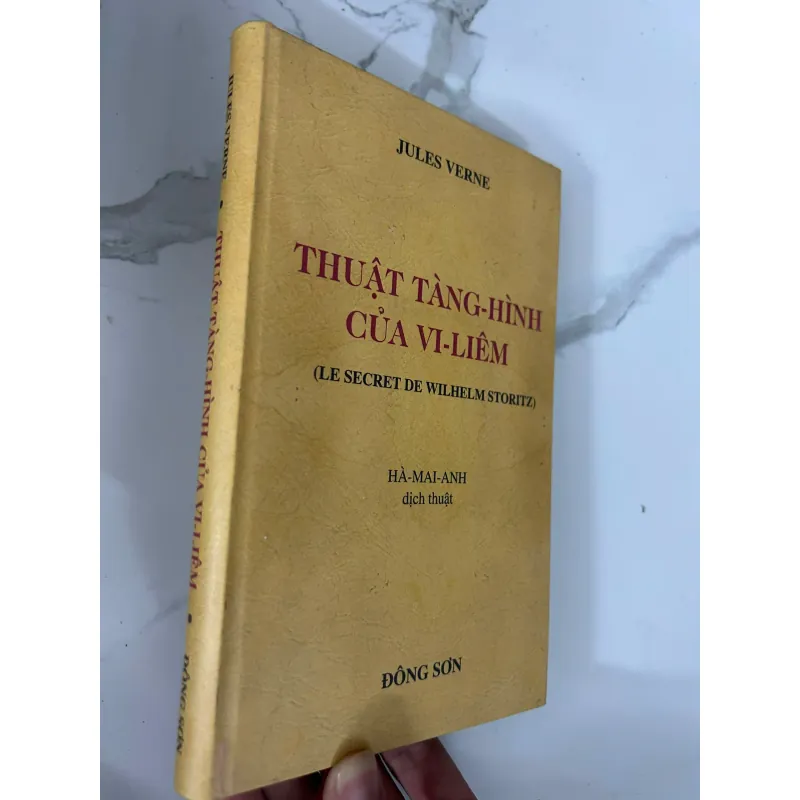 JULES VERNE
THUẬT TÀNG-HÌNH
CỦA VI-LIÊM
(LE SECRET DE WILHELM STORITZ)
HÀ-MAI-ANH
dịch thuật
ĐÔNG SƠN
JULES VERNE • THUẬT TÀNG-HÌNH CỦA VI-LIÊM • ĐÔNG SƠN